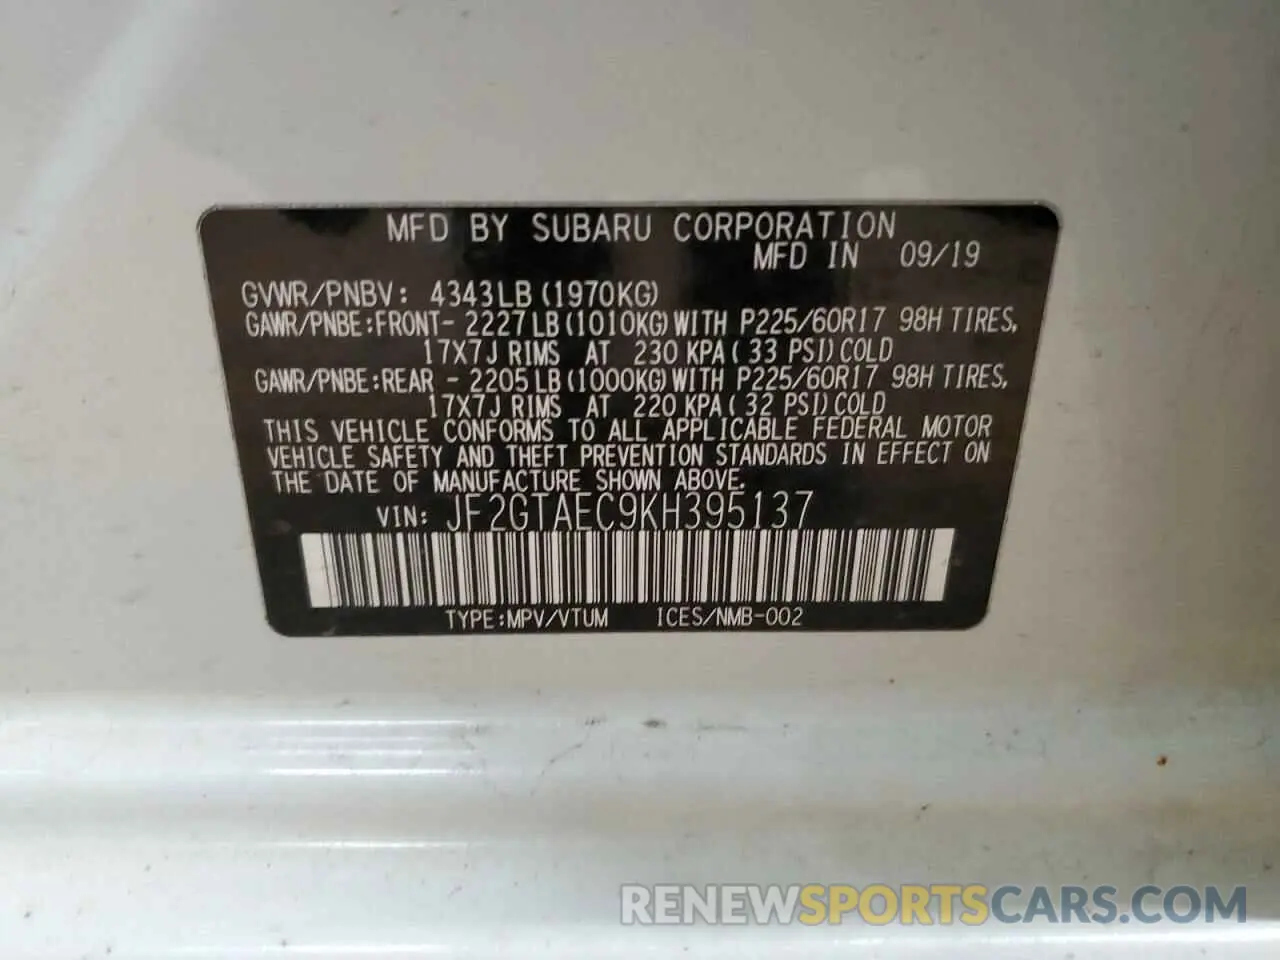 MFD BY SUBARU CORPORATION
MFD IN 09/19
GVWR/PNBV: 4343LB(1970KG)
GAWR/PNBE:FRONT- 2227LB(1010KG)WITH P225/60R17 98H TIRES,
17X7J RIMS AT 230 KPA( 33 PSI)COLD
GAWR/PNBE:REAR - 2205LB(1000KG)WITH P225/60R17 98H TIRES,
17X7J RIMS AT 220 KPA( 32 PSI)COLD
THIS VEHICLE CONFORMS TO ALL APPLICABLE FEDERAL MOTOR
VEHICLE SAFETY AND THEFT PREVENTION STANDARDS IN EFFECT ON
THE DATE OF MANUFACTURE SHOWN ABOVE.
VIN: JF2GTAEC9KH395137
TYPE:MPV/VTUM ICES/NMB-002
RENEWSPORTSCARS.COM